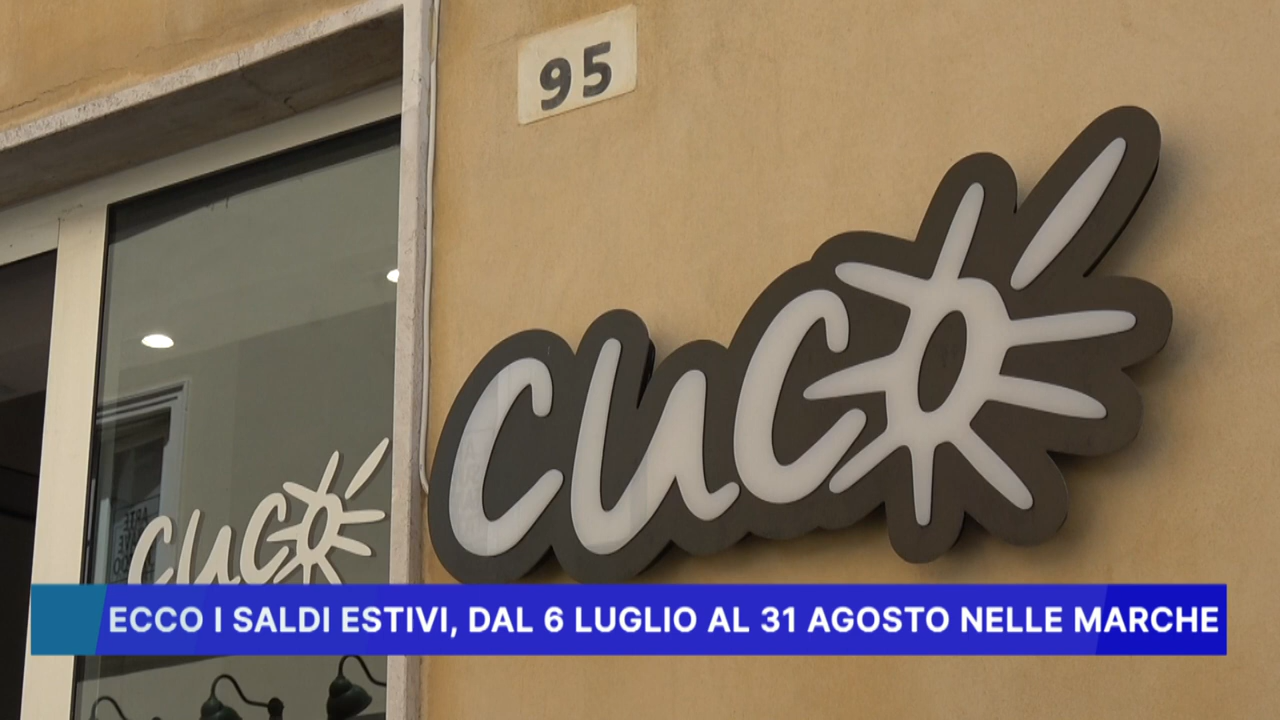 95
cuco
cuco
ECCO I SALDI ESTIVI, DAL 6 LUGLIO AL 31 AGOSTO NELLE MARCHE